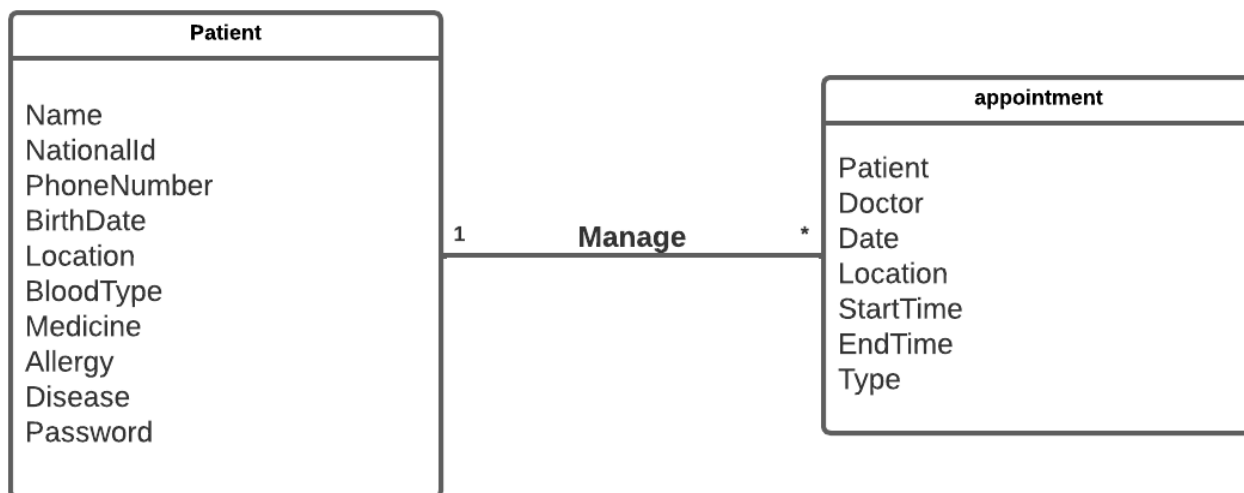 Patient
Name
NationalId
PhoneNumber
BirthDate
Location
BloodType
Medicine
Allergy
Disease
Password
1
Manage
*
appointment
Patient
Doctor
Date
Location
StartTime
EndTime
Type